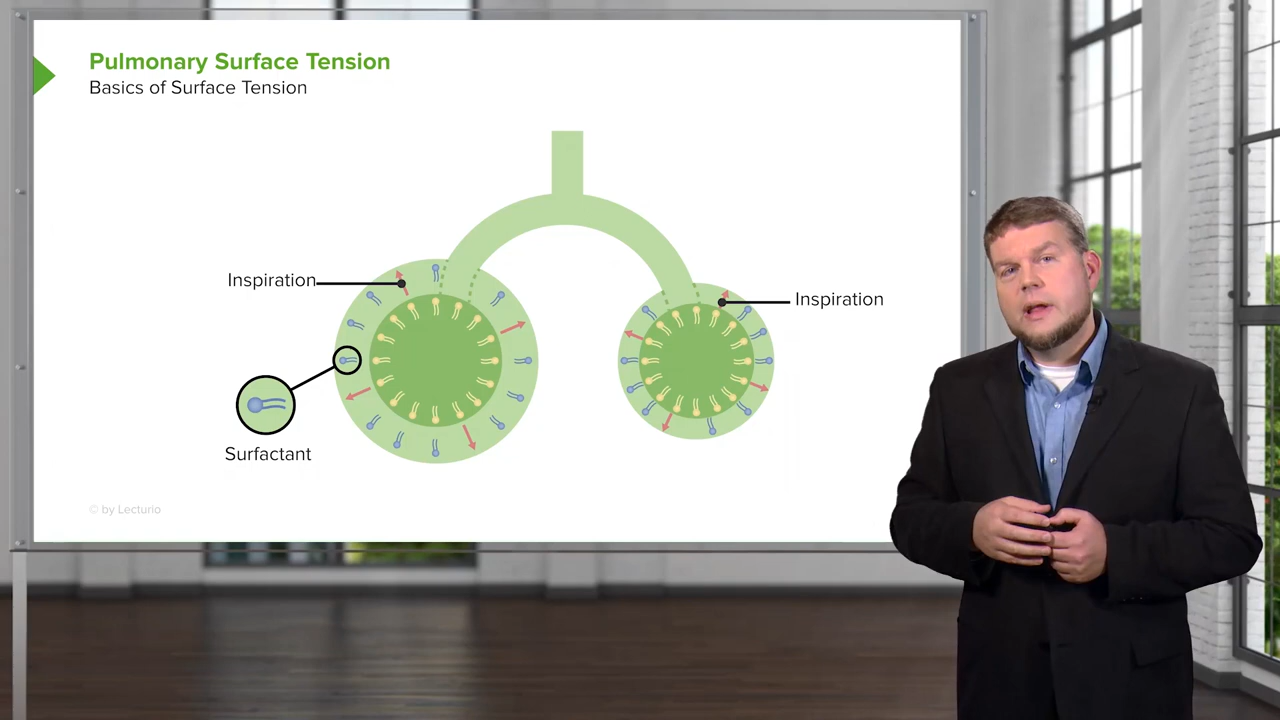 Pulmonary Surface Tension
Basics of Surface Tension
Inspiration
Inspiration
Surfactant
© by Lecturio